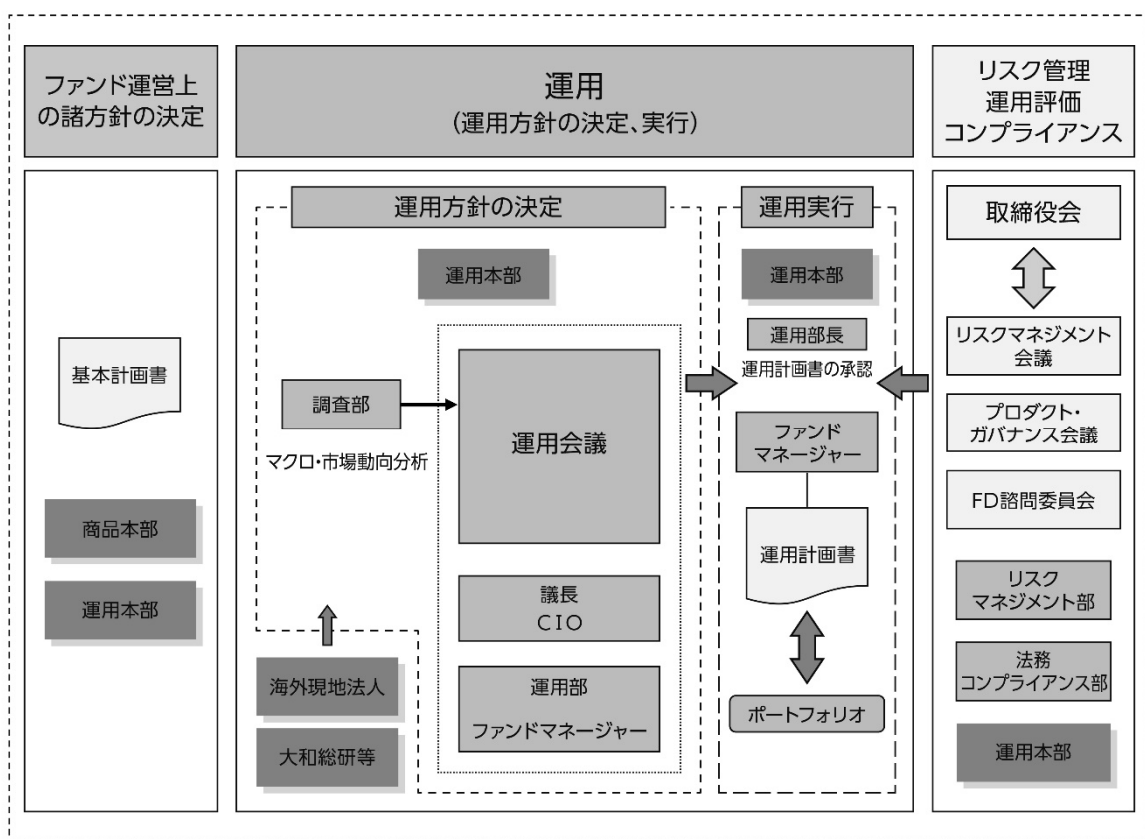 ファンド運営上
の諸方針の決定
基本計画書
商品本部
運用本部
運用
(運用方針の決定、実行)
運用方針の決定
運用本部
調査部
マクロ・市場動向分析
運用会議
議長
CIO
運用部
ファンドマネージャー
海外現地法人
大和総研等
運用実行
運用本部
運用部長
運用計画書の承認
ファンド
マネージャー
運用計画書
ポートフォリオ
リスク管理
運用評価
コンプライアンス
取締役会
リスクマネジメント
会議
プロダクト・
ガバナンス会議
FD諮問委員会
リスク
マネジメント部
法務
コンプライアンス部
運用本部